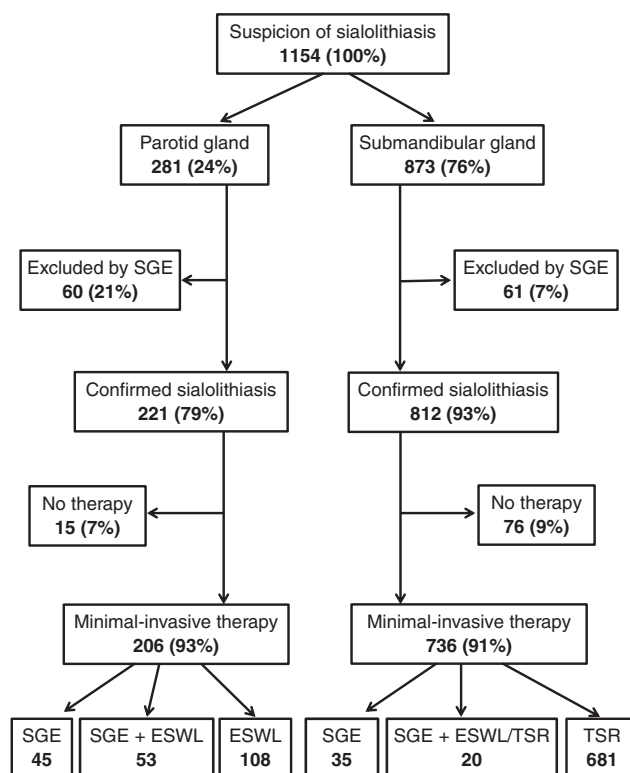 Suspicion of sialolithiasis
1154 (100%)
Parotid gland
281 (24%)
Submandibular gland
873 (76%)
Excluded by SGE
60 (21%)
Excluded by SGE
61 (7%)
Confirmed sialolithiasis
221 (79%)
Confirmed sialolithiasis
812 (93%)
No therapy
15 (7%)
No therapy
76 (9%)
Minimal-invasive therapy
206 (93%)
Minimal-invasive therapy
736 (91%)
SGE
45
SGE + ESWL
53
ESWL
108
SGE
35
SGE + ESWL/TSR
20
TSR
681